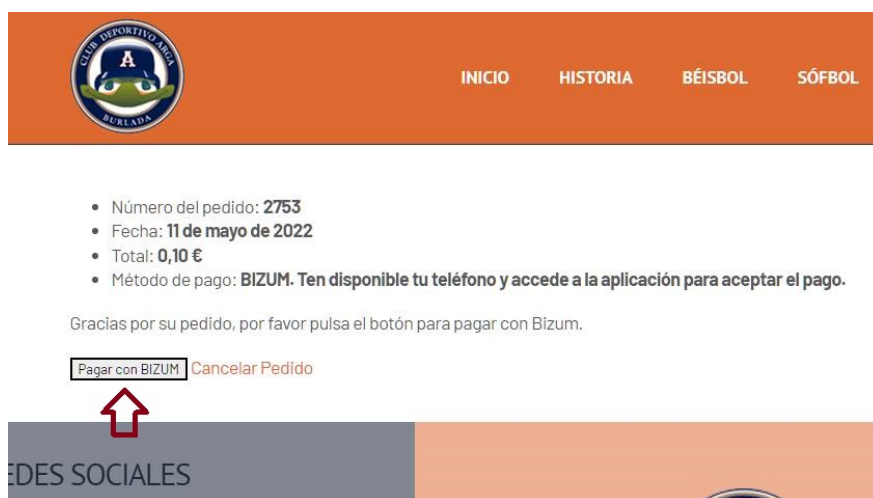 CLUB DEPORTIVO ARGA
A
BURLADA
INICIO HISTORIA BÉISBOL SÓFBOL
• Número del pedido: 2753
• Fecha: 11 de mayo de 2022
• Total: 0,10 €
• Método de pago: BIZUM. Ten disponible tu teléfono y accede a la aplicación para aceptar el pago.
Gracias por su pedido, por favor pulsa el botón para pagar con Bizum.
Pagar con BIZUM Cancelar Pedido
EDES SOCIALES